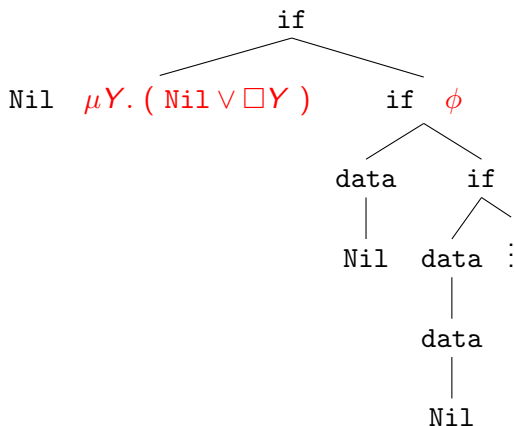 if
Nil μY. ( Nil ∨ □Y ) if ϕ
data if
Nil data ⋮
data
Nil